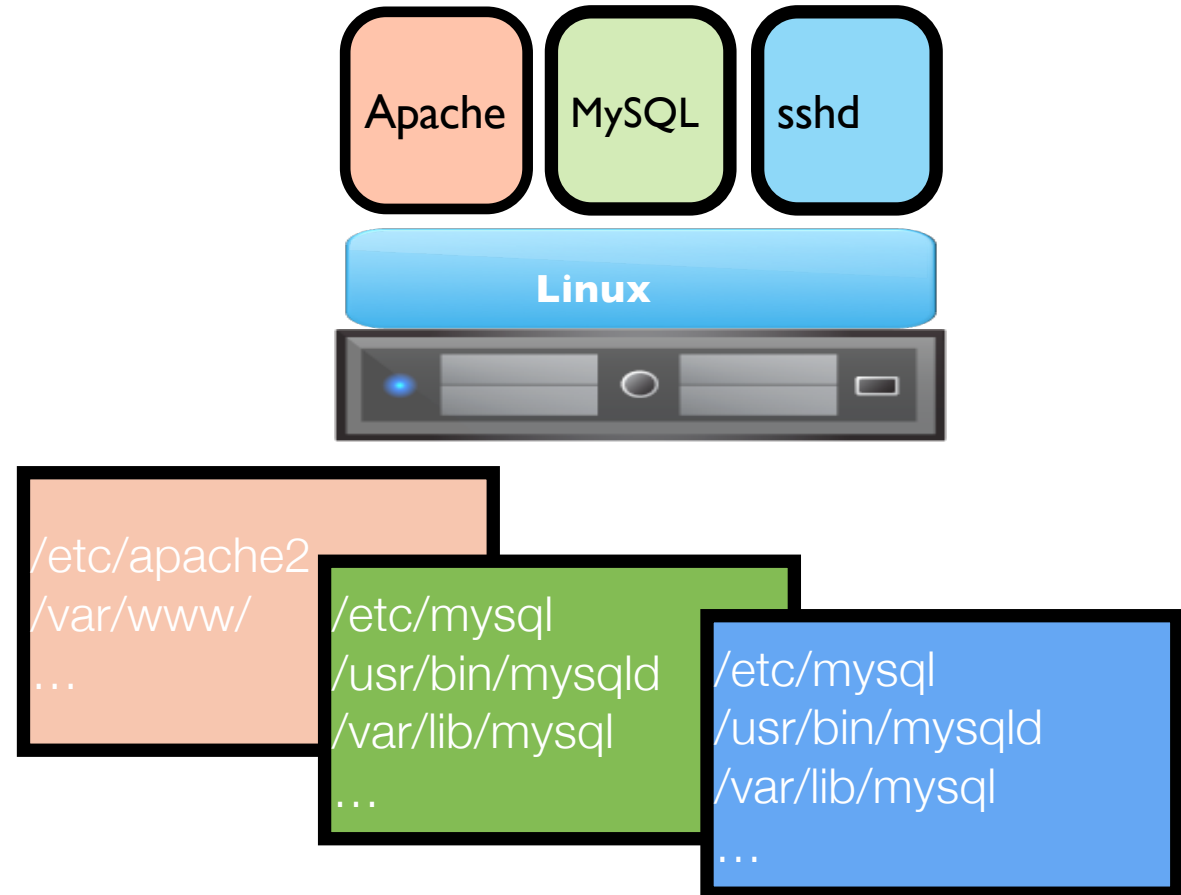 Apache
MySQL
sshd
Linux
/etc/apache2
/var/www/
…
/etc/mysql
/usr/bin/mysqld
/var/lib/mysql
…
/etc/mysql
/usr/bin/mysqld
/var/lib/mysql
…